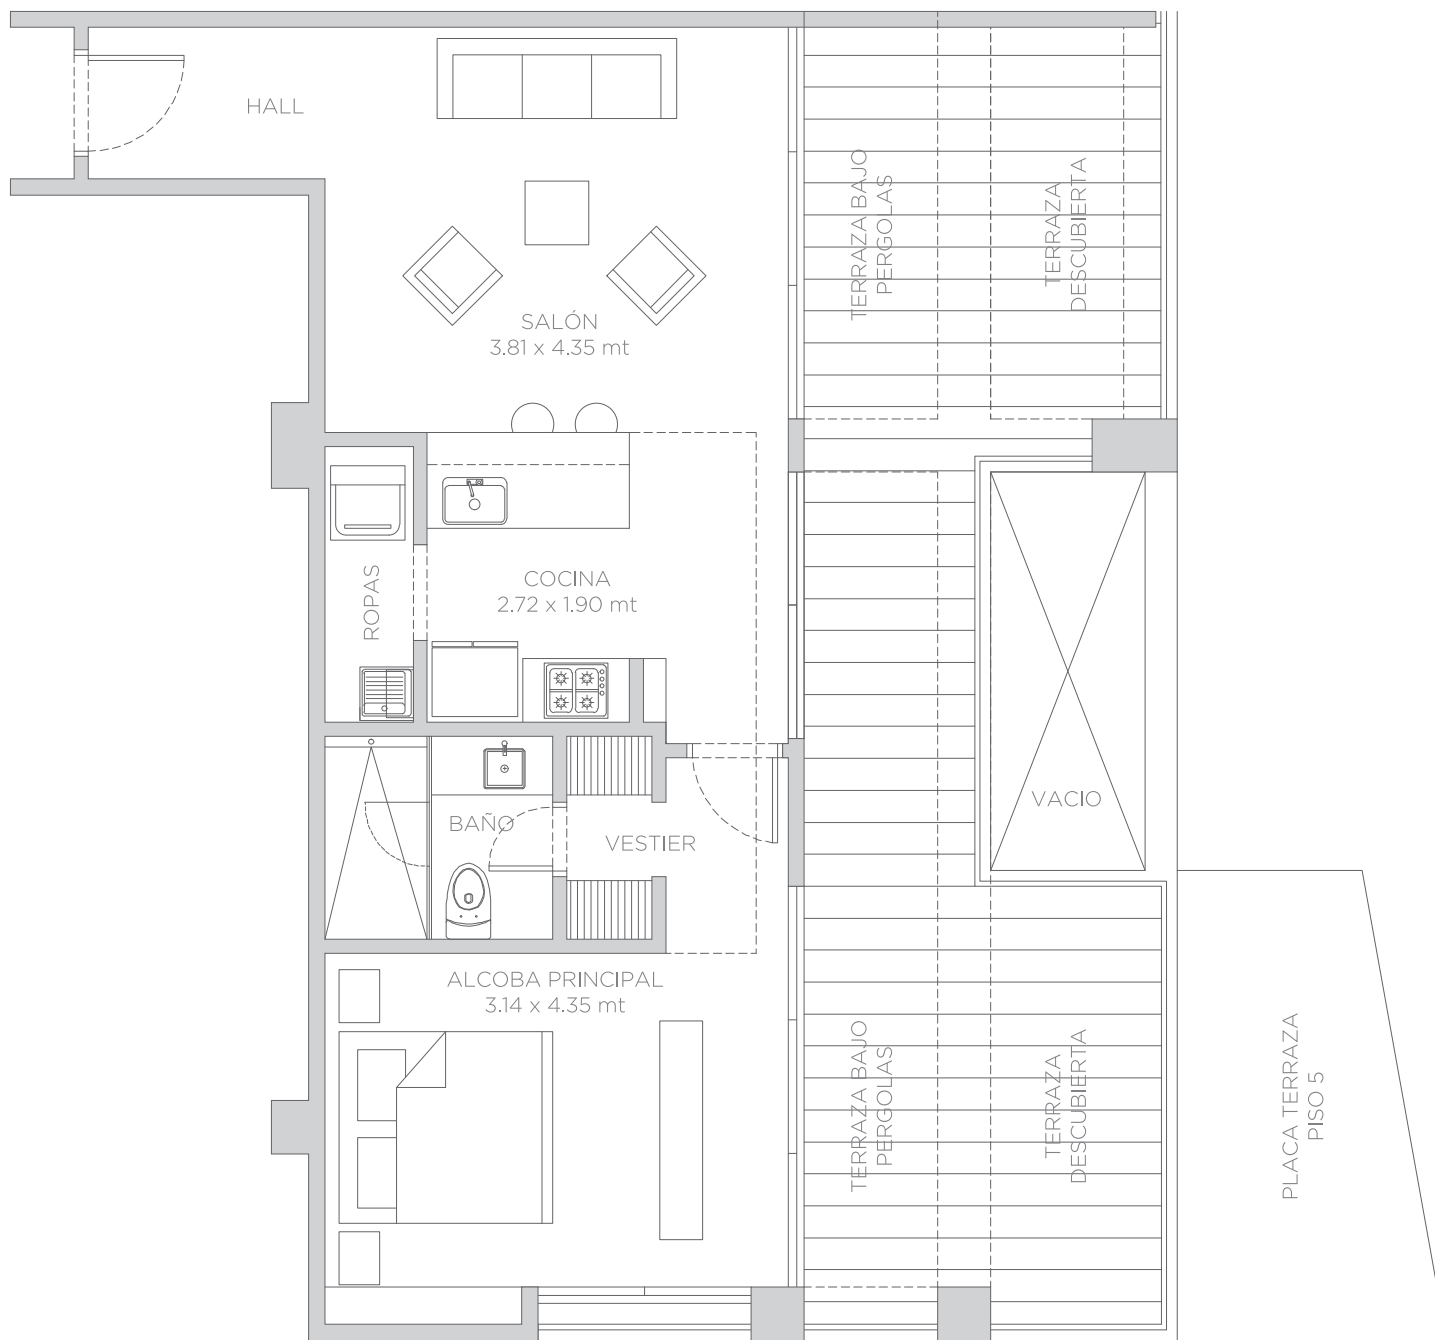 HALL
TERRAZA BAJO
PERGOLAS
TERRAZA
DESCUBIERTA
SALÓN
3.81 x 4.35 mt
ROPAS
COCINA
2.72 x 1.90 mt
VACIO
BAÑO
VESTIER
ALCOBA PRINCIPAL
3.14 x 4.35 mt
TERRAZA BAJO
PERGOLAS
TERRAZA
DESCUBIERTA
PLACA TERRAZA
PISO 5